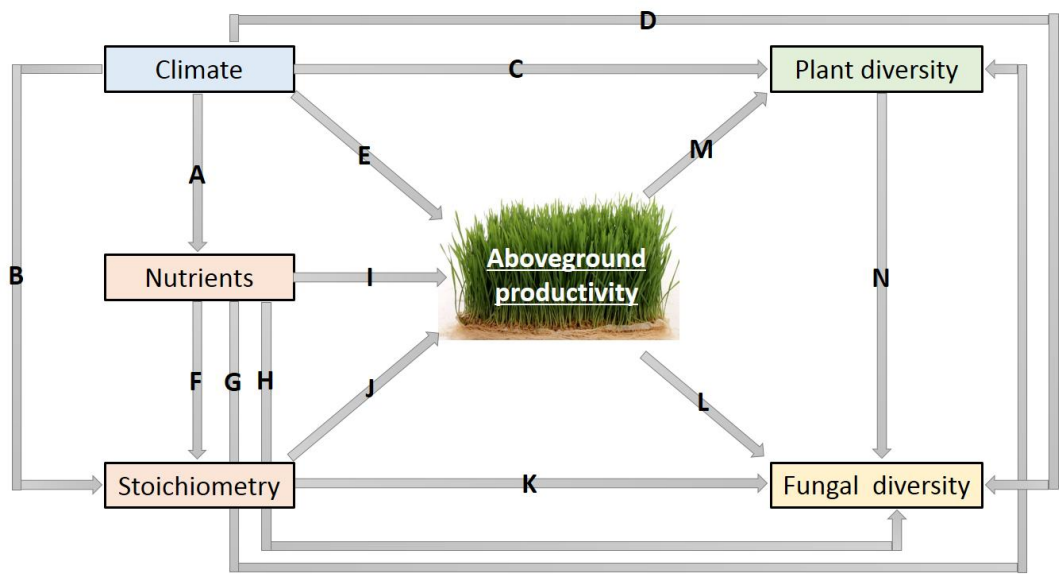 D
Climate
C
Plant diversity
E
M
A
B
Nutrients
I
Aboveground
productivity
N
F
G
H
J
L
Stoichiometry
K
Fungal diversity